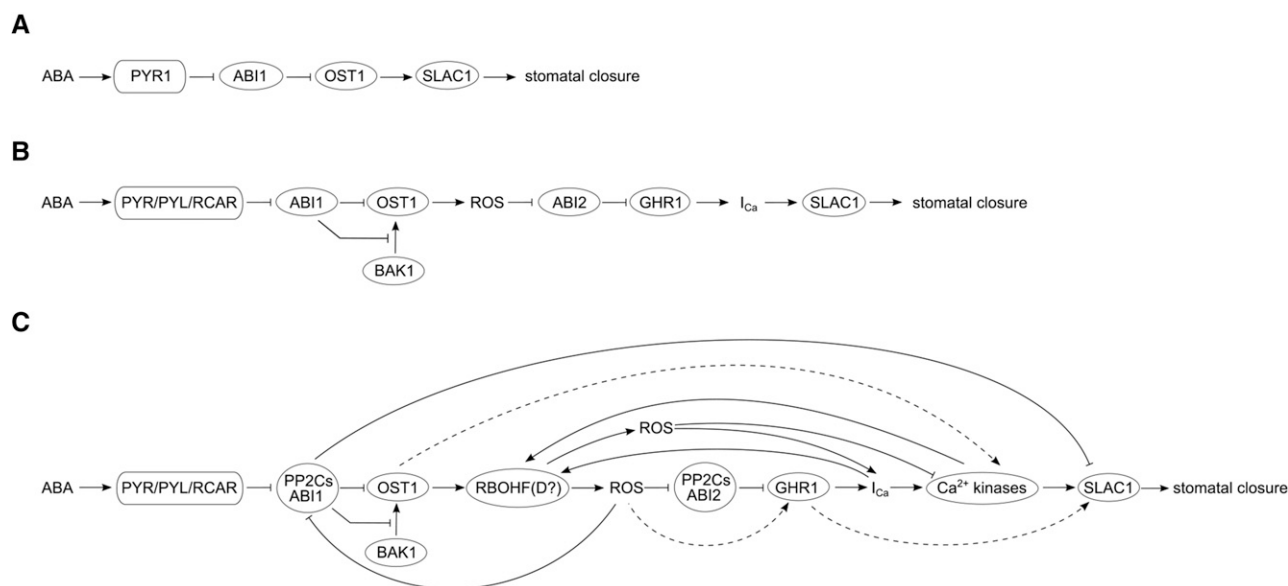 A
ABA PYR1 ABI1 OST1 SLAC1 stomatal closure
B
ABA PYR/PYL/RCAR ABI1 OST1 ROS ABI2 GHR1 I_Ca SLAC1 stomatal closure
BAK1
C
ROS
ABA PYR/PYL/RCAR PP2Cs ABI1 OST1 RBOHF(D?) ROS PP2Cs ABI2 GHR1 I_Ca Ca²⁺ kinases SLAC1 stomatal closure
BAK1